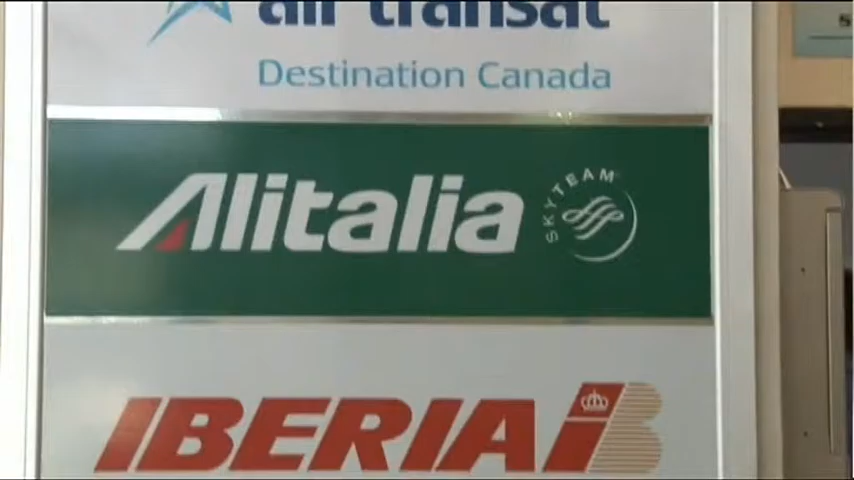 air transat
Destination Canada
Alitalia
SKYTEAM
IBERIA